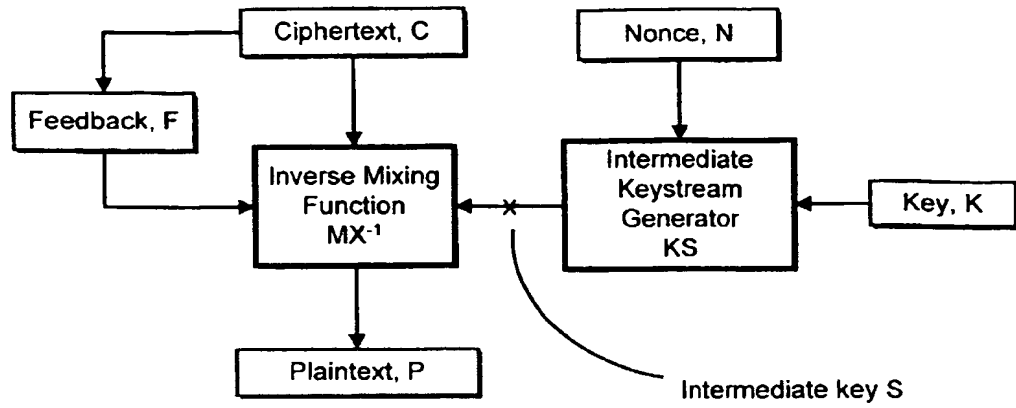 Ciphertext, C
Nonce, N
Feedback, F
Inverse Mixing
Function
MX⁻¹
Intermediate
Keystream
Generator
KS
Key, K
Plaintext, P
Intermediate key S